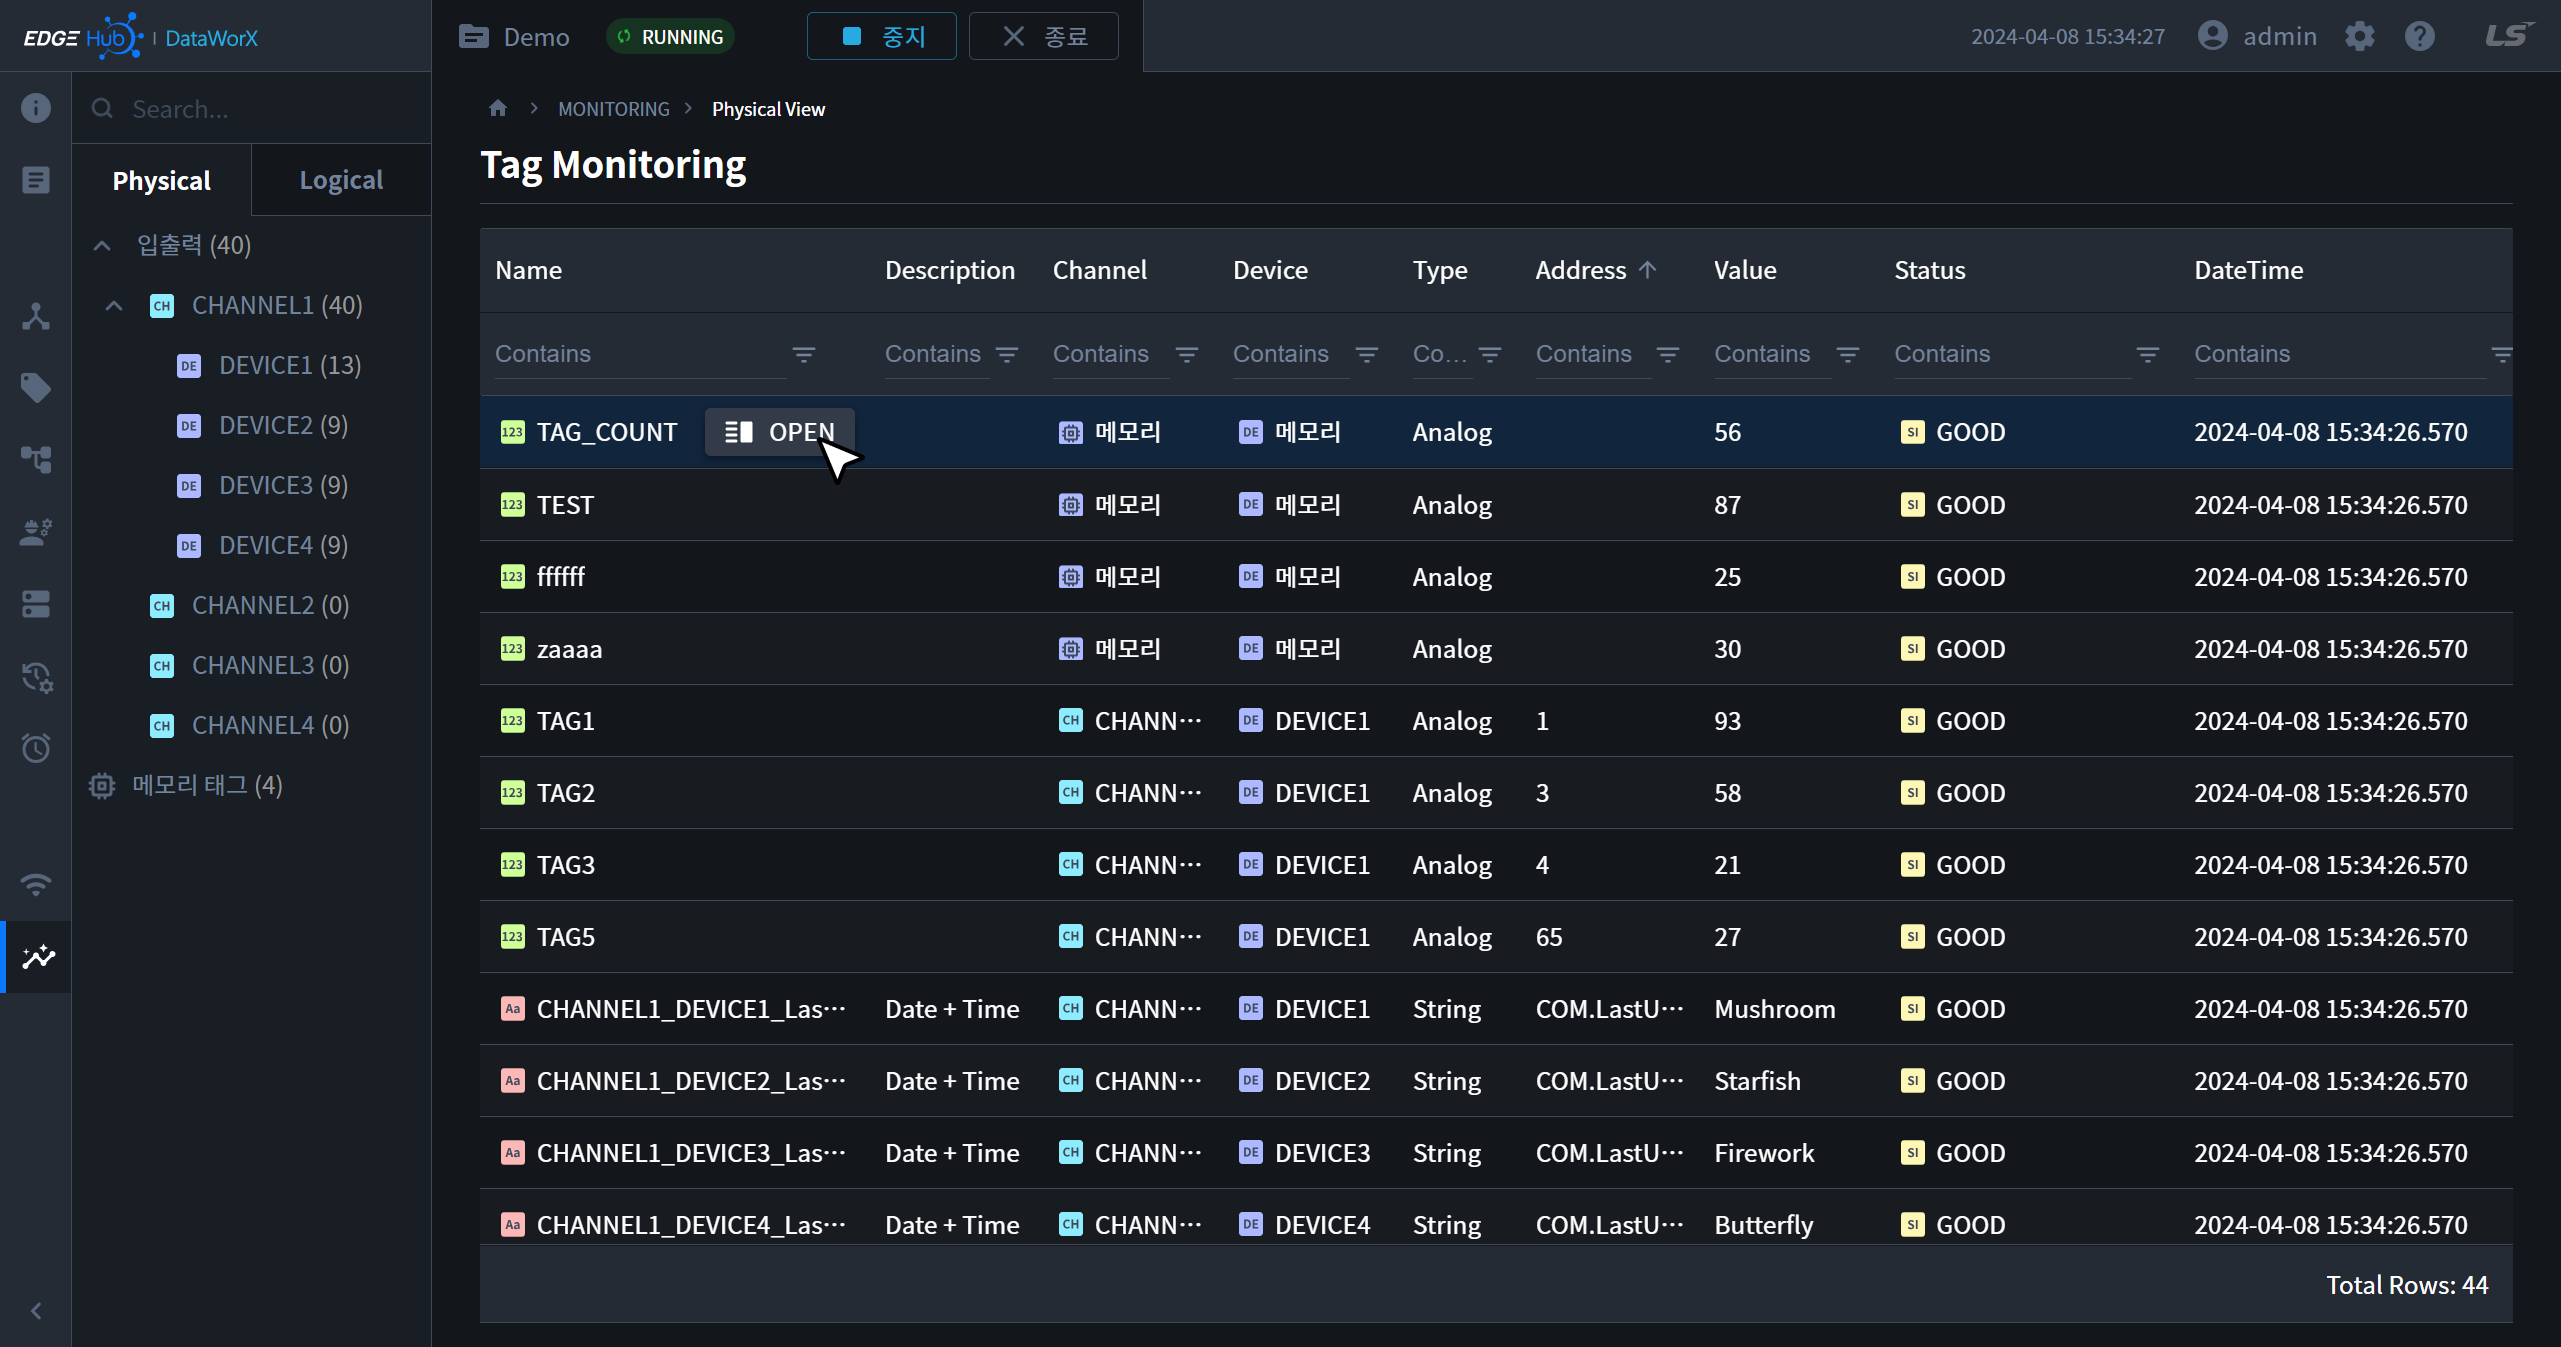 EDGE Hub | DataWorX
Demo RUNNING 중지 종료 2024-04-08 15:34:27 admin LS
Search...
Physical Logical
입출력 (40)
CH CHANNEL1 (40)
DE DEVICE1 (13)
DE DEVICE2 (9)
DE DEVICE3 (9)
DE DEVICE4 (9)
CH CHANNEL2 (0)
CH CHANNEL3 (0)
CH CHANNEL4 (0)
메모리 태그 (4)
MONITORING Physical View
Tag Monitoring
Name Description Channel Device Type Address Value Status DateTime
Contains Contains Contains Contains Co... Contains Contains Contains Contains
123 TAG_COUNT OPEN 메모리 DE 메모리 Analog 56 SI GOOD 2024-04-08 15:34:26.570
123 TEST 메모리 DE 메모리 Analog 87 SI GOOD 2024-04-08 15:34:26.570
123 ffffff 메모리 DE 메모리 Analog 25 SI GOOD 2024-04-08 15:34:26.570
123 zaaaa 메모리 DE 메모리 Analog 30 SI GOOD 2024-04-08 15:34:26.570
123 TAG1 CH CHANN… DE DEVICE1 Analog 1 93 SI GOOD 2024-04-08 15:34:26.570
123 TAG2 CH CHANN… DE DEVICE1 Analog 3 58 SI GOOD 2024-04-08 15:34:26.570
123 TAG3 CH CHANN… DE DEVICE1 Analog 4 21 SI GOOD 2024-04-08 15:34:26.570
123 TAG5 CH CHANN… DE DEVICE1 Analog 65 27 SI GOOD 2024-04-08 15:34:26.570
Aa CHANNEL1_DEVICE1_Las… Date + Time CH CHANN… DE DEVICE1 String COM.LastU… Mushroom SI GOOD 2024-04-08 15:34:26.570
Aa CHANNEL1_DEVICE2_Las… Date + Time CH CHANN… DE DEVICE2 String COM.LastU… Starfish SI GOOD 2024-04-08 15:34:26.570
Aa CHANNEL1_DEVICE3_Las… Date + Time CH CHANN… DE DEVICE3 String COM.LastU… Firework SI GOOD 2024-04-08 15:34:26.570
Aa CHANNEL1_DEVICE4_Las… Date + Time CH CHANN… DE DEVICE4 String COM.LastU… Butterfly SI GOOD 2024-04-08 15:34:26.570
Total Rows: 44